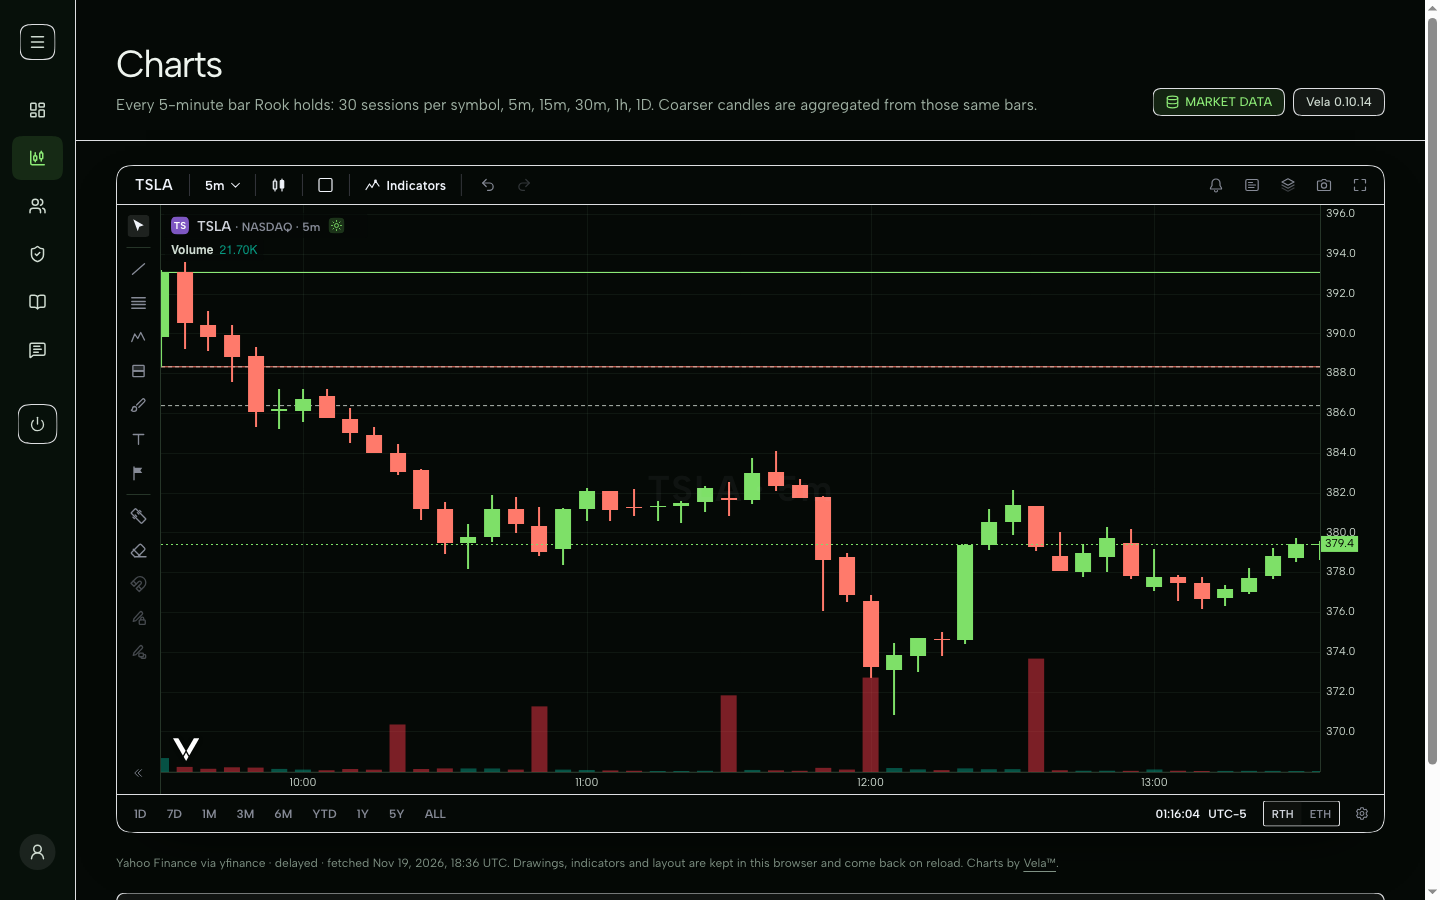 Charts
Every 5-minute bar Rook holds: 30 sessions per symbol, 5m, 15m, 30m, 1h, 1D. Coarser candles are aggregated from those same bars.
MARKET DATA
Vela 0.10.14
TSLA
5m
Indicators
TS TSLA · NASDAQ · 5m
Volume 21.70K
396.0
394.0
392.0
390.0
388.0
386.0
384.0
382.0
380.0
379.4
378.0
376.0
374.0
372.0
370.0
10:00 11:00 12:00 13:00
1D 7D 1M 3M 6M YTD 1Y 5Y ALL
01:16:04 UTC-5 RTH ETH
Yahoo Finance via yfinance · delayed · fetched Nov 19, 2026, 18:36 UTC. Drawings, indicators and layout are kept in this browser and come back on reload. Charts by Vela™.